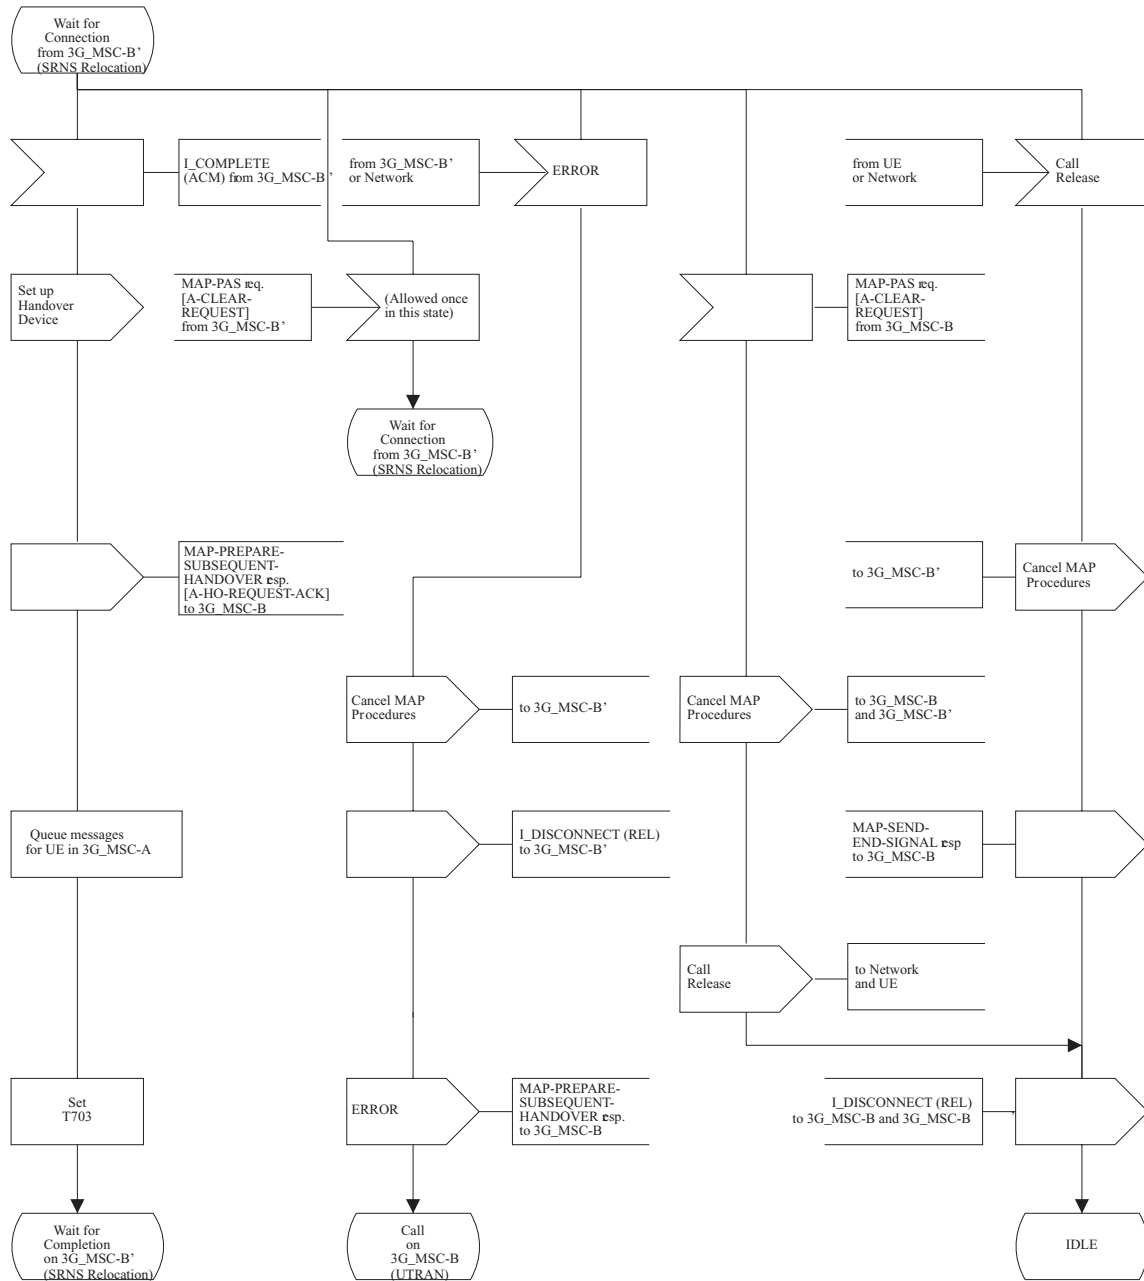 Wait for
Connection
from 3G_MSC-B’
(SRNS Relocation)
I_COMPLETE
(ACM) from 3G_MSC-B’
from 3G_MSC-B’
or Network
ERROR
from UE
or Network
Call
Release
Set up
Handover
Device
MAP-PAS req.
[A-CLEAR-
REQUEST]
from 3G_MSC-B’
(Allowed once
in this state)
MAP-PAS req.
[A-CLEAR-
REQUEST]
from 3G_MSC-B
Wait for
Connection
from 3G_MSC-B’
(SRNS Relocation)
MAP-PREPARE-
SUBSEQUENT-
HANDOVER resp.
[A-HO-REQUEST-ACK]
to 3G_MSC-B
to 3G_MSC-B’
Cancel MAP
Procedures
Cancel MAP
Procedures
to 3G_MSC-B’
Cancel MAP
Procedures
to 3G_MSC-B
and 3G_MSC-B’
Queue messages
for UE in 3G_MSC-A
I_DISCONNECT (REL)
to 3G_MSC-B’
MAP-SEND-
END-SIGNAL resp
to 3G_MSC-B
Call
Release
to Network
and UE
Set
T703
ERROR
MAP-PREPARE-
SUBSEQUENT-
HANDOVER resp.
to 3G_MSC-B
I_DISCONNECT (REL)
to 3G_MSC-B and 3G_MSC-B
Wait for
Completion
on 3G_MSC-B’
(SRNS Relocation)
Call
on
3G_MSC-B
(UTRAN)
IDLE